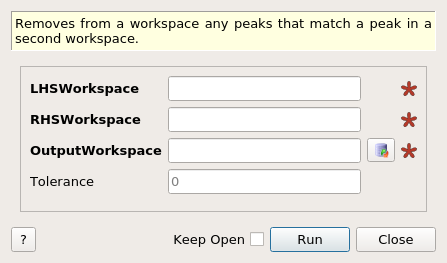 Removes from a workspace any peaks that match a peak in a
second workspace.
LHSWorkspace
RHSWorkspace
OutputWorkspace
Tolerance 0
? Keep Open Run Close